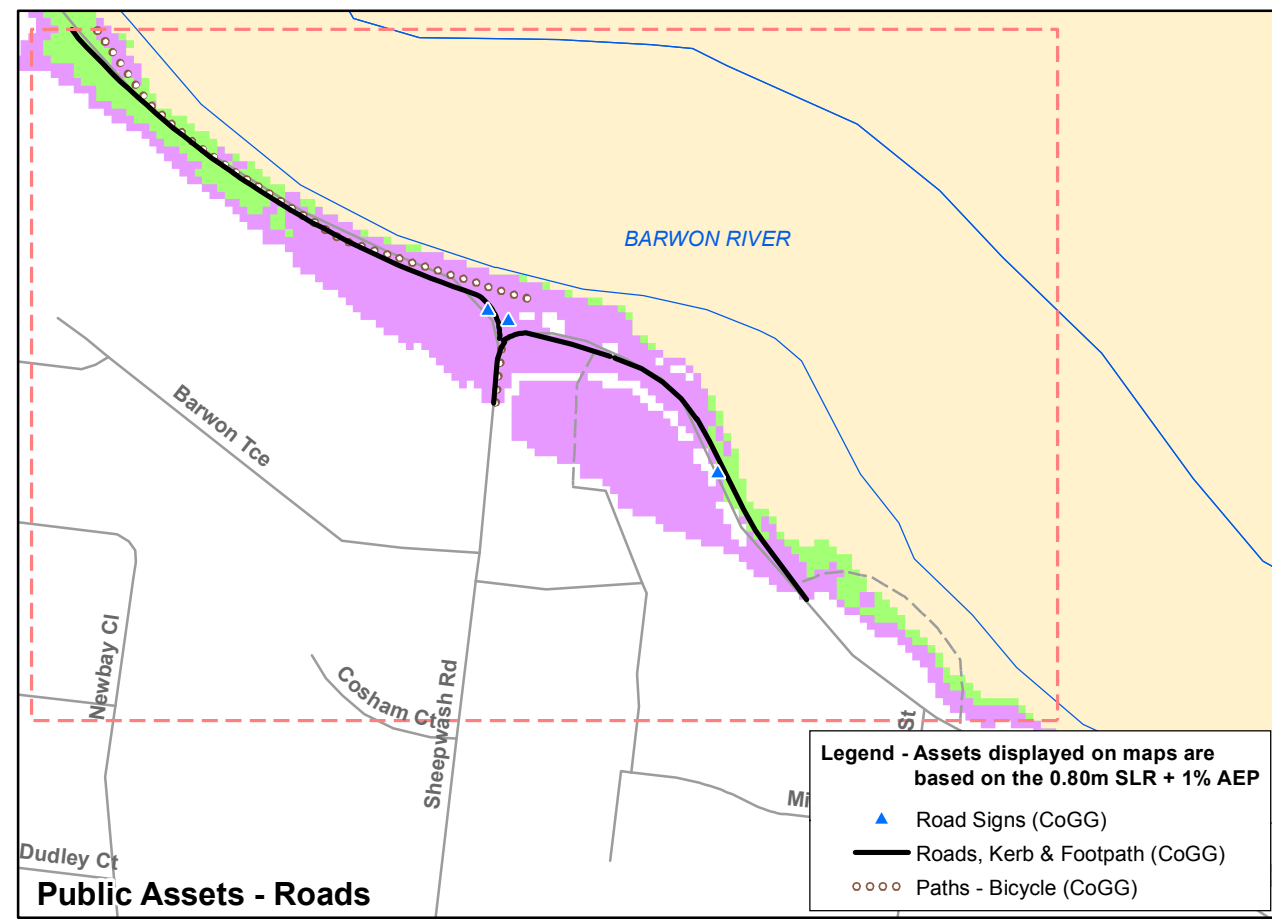 BARWON RIVER
Barwon Tce
Newbay Cl
Cosham Ct
Sheepwash Rd
St
Mi
Dudley Ct
Public Assets - Roads
Legend - Assets displayed on maps are
based on the 0.80m SLR + 1% AEP
Road Signs (CoGG)
Roads, Kerb & Footpath (CoGG)
Paths - Bicycle (CoGG)